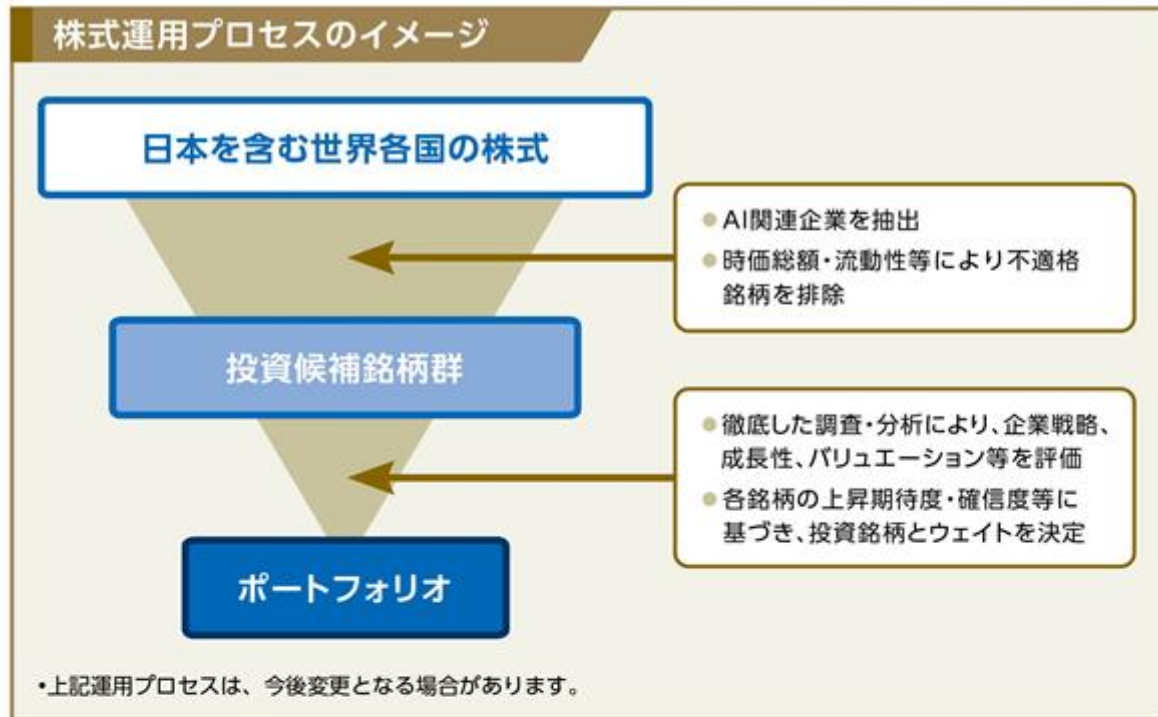 株式運用プロセスのイメージ
日本を含む世界各国の株式
●AI関連企業を抽出
●時価総額・流動性等により不適格
銘柄を排除
投資候補銘柄群
●徹底した調査・分析により、企業戦略、
成長性、バリュエーション等を評価
●各銘柄の上昇期待度・確信度等に
基づき、投資銘柄とウェイトを決定
ポートフォリオ
•上記運用プロセスは、今後変更となる場合があります。